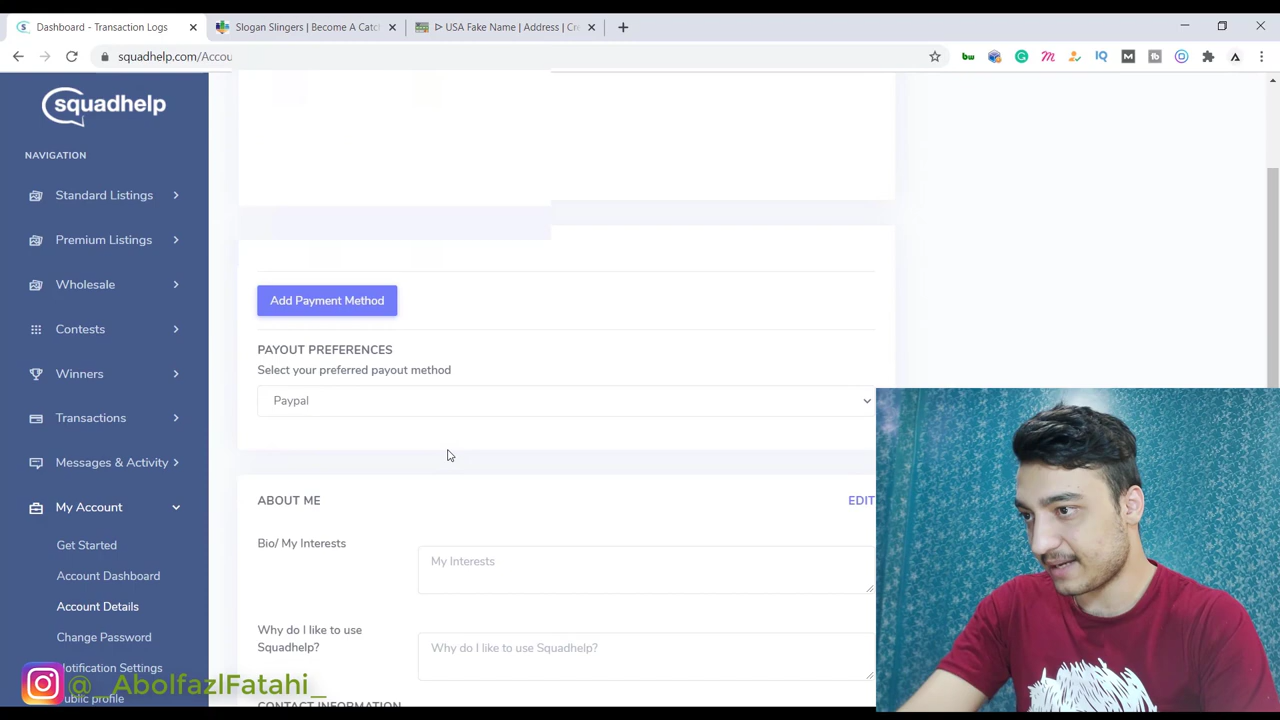 Dashboard - Transaction Logs
Slogan Slingers | Become A Catc
USA Fake Name | Address | Cre
squadhelp.com/Accou
squadhelp
NAVIGATION
Standard Listings
Premium Listings
Wholesale
Contests
Winners
Transactions
Messages & Activity
My Account
Get Started
Account Dashboard
Account Details
Change Password
Notification Settings
ublic profile
Add Payment Method
PAYOUT PREFERENCES
Select your preferred payout method
Paypal
ABOUT ME
EDIT
Bio/ My Interests
My Interests
Why do I like to use
Squadhelp?
Why do I like to use Squadhelp?
CONTACT INFORMATION
@_AbolfazlFatahi_